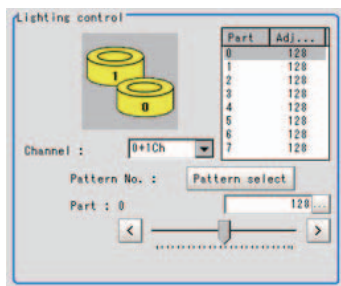 Lighting control
Part Adj...
0 128
1 128
2 128
3 128
4 128
5 128
6 128
7 128
1
0
Channel : 0+1Ch
Pattern No. : Pattern select
Part : 0 128 ...
< >